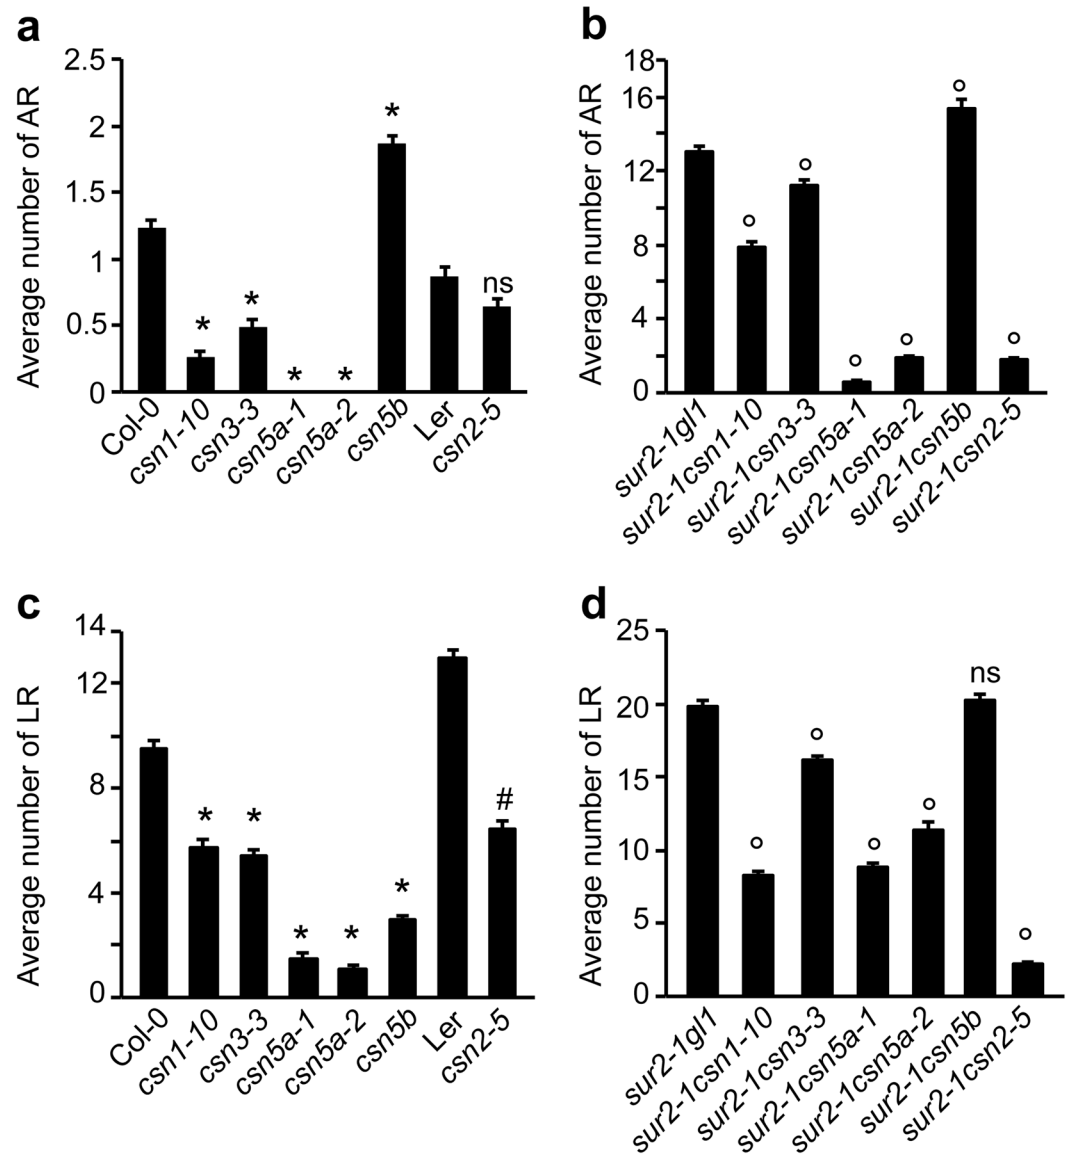 a
Average number of AR
2.5
2
1.5
1
0.5
0
*
*
*
*
*
ns
Col-0
csn1-10
csn3-3
csn5a-1
csn5a-2
csn5b
Ler
csn2-5
b
Average number of AR
18
16
12
8
4
0
sur2-1gl1
sur2-1csn1-10
sur2-1csn3-3
sur2-1csn5a-1
sur2-1csn5a-2
sur2-1csn5b
sur2-1csn2-5
c
Average number of LR
14
12
8
4
0
*
*
*
*
*
#
Col-0
csn1-10
csn3-3
csn5a-1
csn5a-2
csn5b
Ler
csn2-5
d
Average number of LR
25
20
15
10
5
0
ns
sur2-1gl1
sur2-1csn1-10
sur2-1csn3-3
sur2-1csn5a-1
sur2-1csn5a-2
sur2-1csn5b
sur2-1csn2-5